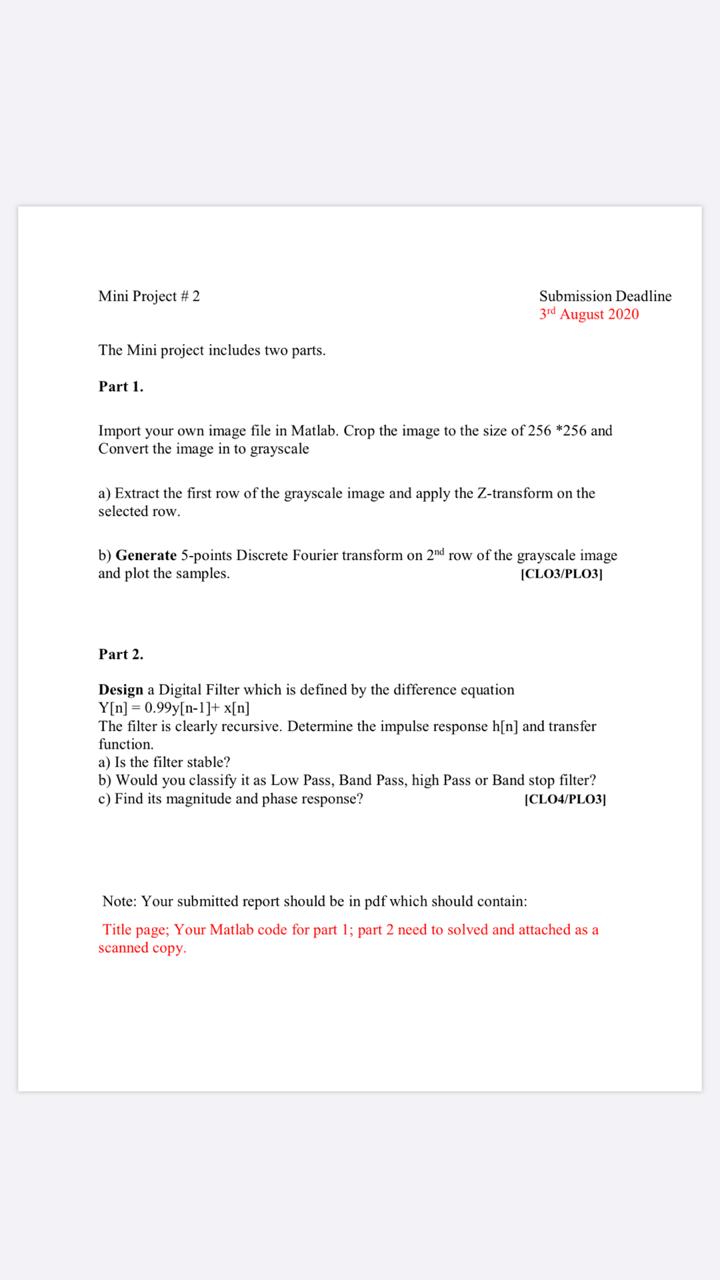 Mini Project # 2 Submission Deadline
3rd August 2020
The Mini project includes two parts.
Part 1.
Import your own image file in Matlab. Crop the image to the size of 256 *256 and
Convert the image in to grayscale
a) Extract the first row of the grayscale image and apply the Z-transform on the
selected row.
b) Generate 5-points Discrete Fourier transform on 2nd row of the grayscale image
and plot the samples. [CLO3/PLO3]
Part 2.
Design a Digital Filter which is defined by the difference equation
Y[n] = 0.99y[n-1]+ x[n]
The filter is clearly recursive. Determine the impulse response h[n] and transfer
function.
a) Is the filter stable?
b) Would you classify it as Low Pass, Band Pass, high Pass or Band stop filter?
c) Find its magnitude and phase response? [CLO4/PLO3]
Note: Your submitted report should be in pdf which should contain:
Title page; Your Matlab code for part 1; part 2 need to solved and attached as a
scanned copy.